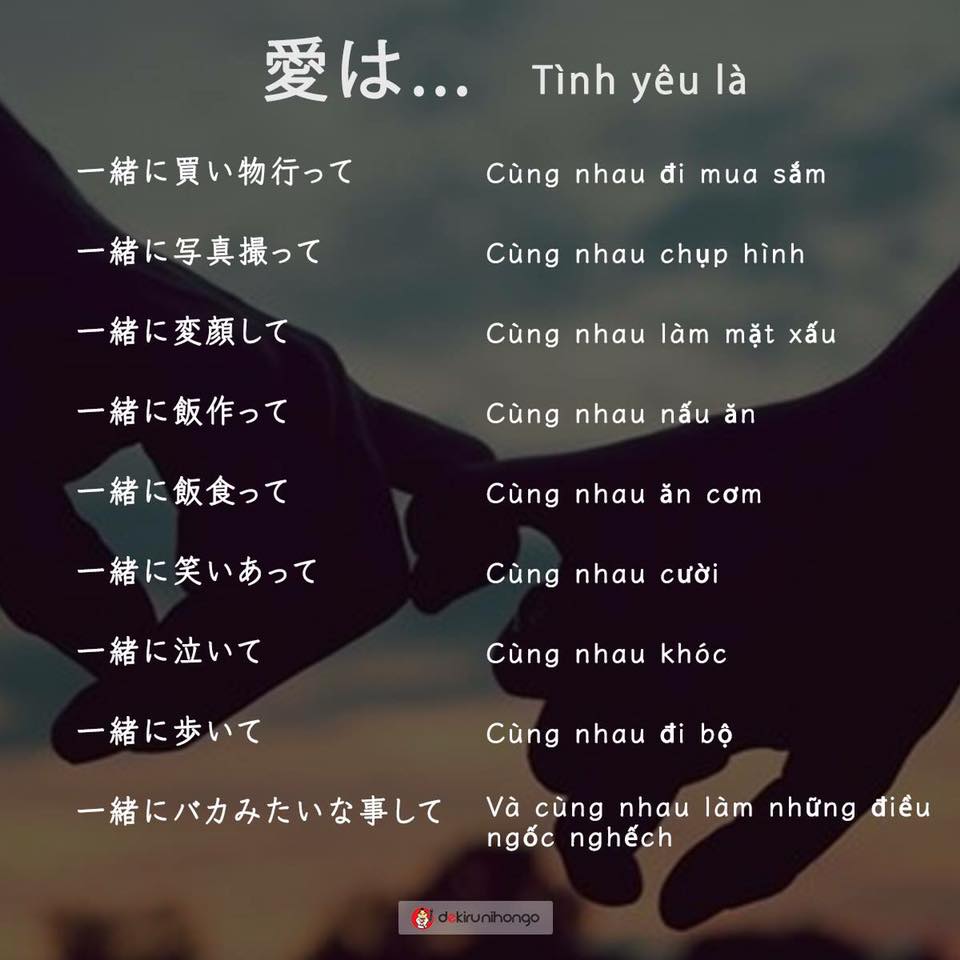 愛は... Tình yêu là
一緒に買い物行って Cùng nhau đi mua sắm
一緒に写真撮って Cùng nhau chụp hình
一緒に変顔して Cùng nhau làm mặt xấu
一緒に飯作って Cùng nhau nấu ăn
一緒に飯食って Cùng nhau ăn cơm
一緒に笑いあって Cùng nhau cười
一緒に泣いて Cùng nhau khóc
一緒に歩いて Cùng nhau đi bộ
一緒にバカみたいな事して Và cùng nhau làm những điều
ngốc nghếch
dekirunihongo